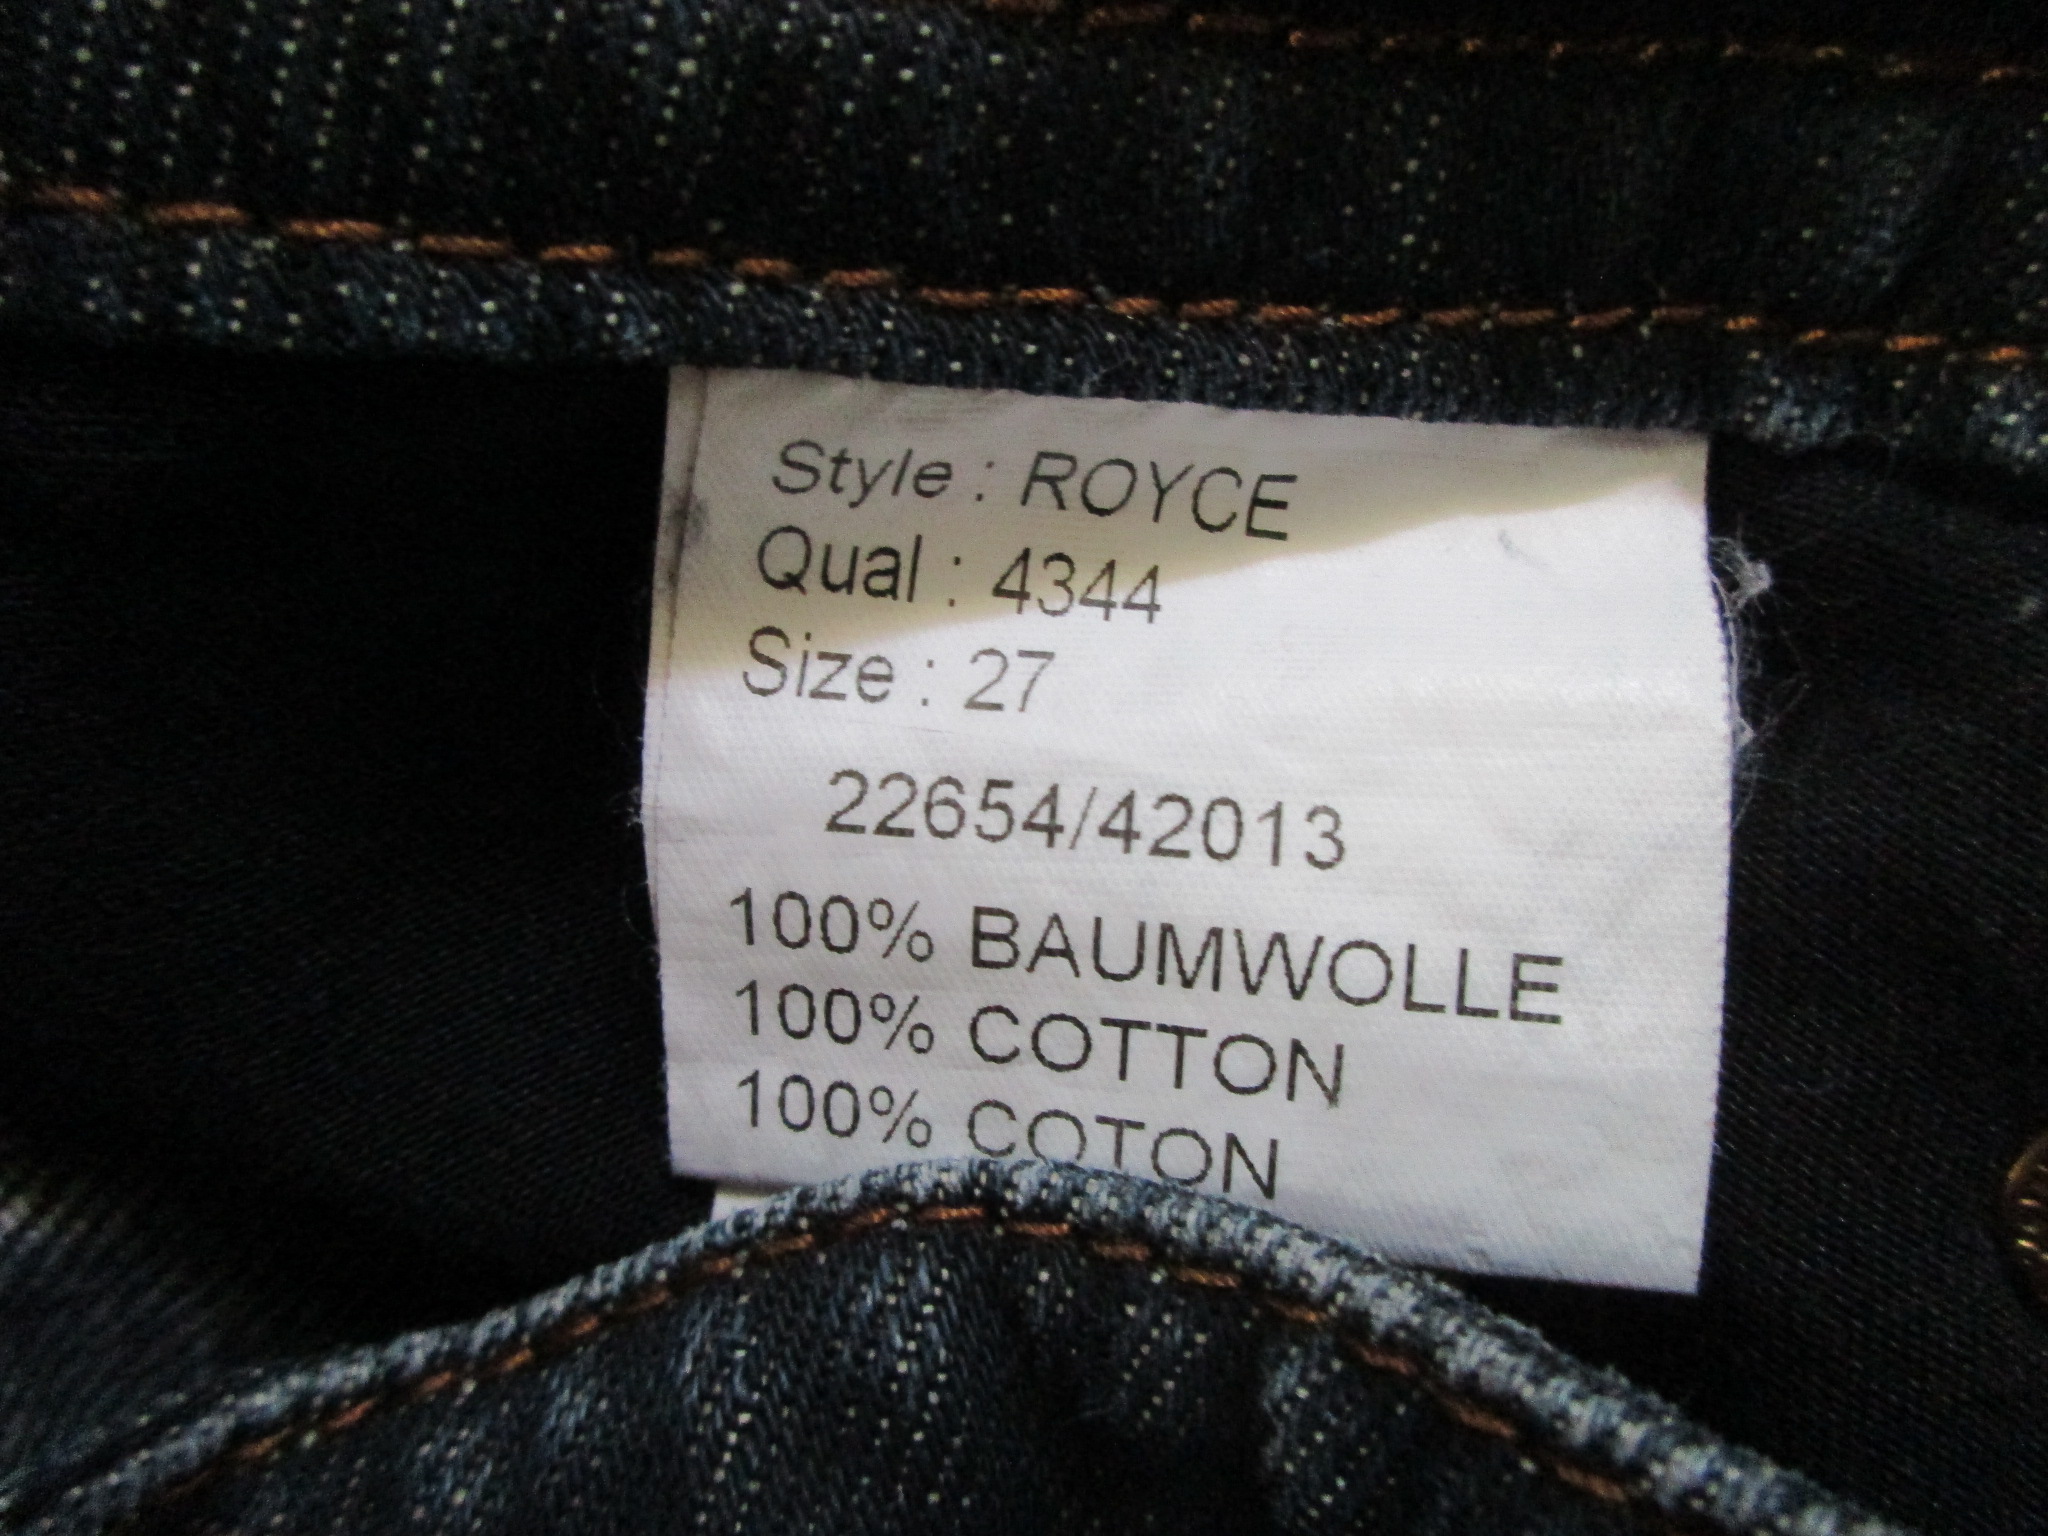 Style : ROYCE
Qual : 4344
Size : 27
22654/42013
100% BAUMWOLLE
100% COTTON
100% COTON